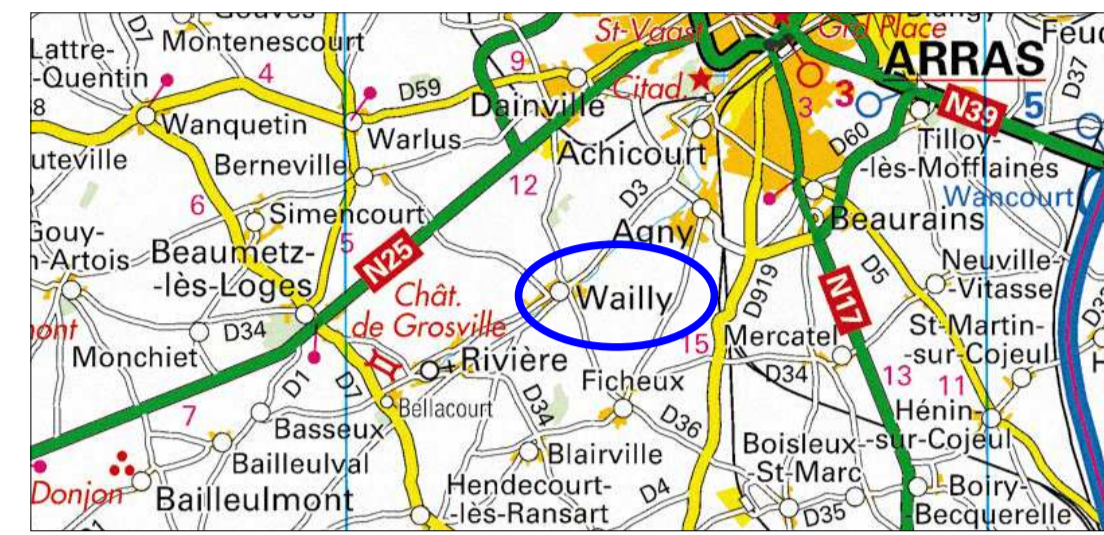 Gouves
St-Vaast
Grd Place
Feuc
Lattre-
-Quentin
D7
Montenescourt
4
9
Citad.
ARRAS
D37
8
D59
Dainville
3
3
N39
5
Wanquetin
Warlus
Achicourt
D60
Tilloy-
-lès-Mofflaines
uteville
Berneville
12
D3
Wancourt
6
Simencourt
Agny
Beaurains
Gouy-
n-Artois
Beaumetz-
-lès-Loges
5
N25
D5
Neuville-
-Vitasse
Chât.
de Grosville
Wailly
D919
N17
mont
D34
Monchiet
Rivière
15
Mercatel
St-Martin-
-sur-Cojeul
D1
D7
Ficheux
D34
D34
13
11
7
Bellacourt
Basseux
D36
Hénin-
-sur-Cojeul
Bailleulval
Blairville
Boisleux-
-St-Marc
Donjon
Bailleulmont
Hendecourt-
-lès-Ransart
D4
D35
Boiry-
-Becquerelle